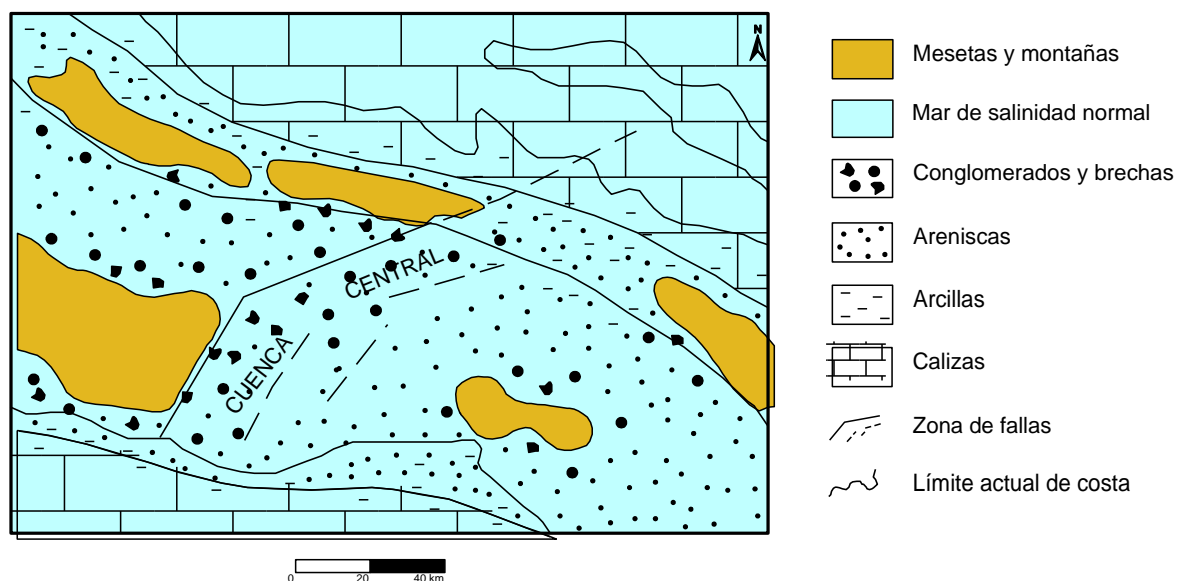 N
CENTRAL
CUENCA
0 20 40 km
Mesetas y montañas
Mar de salinidad normal
Conglomerados y brechas
Areniscas
Arcillas
Calizas
Zona de fallas
Límite actual de costa